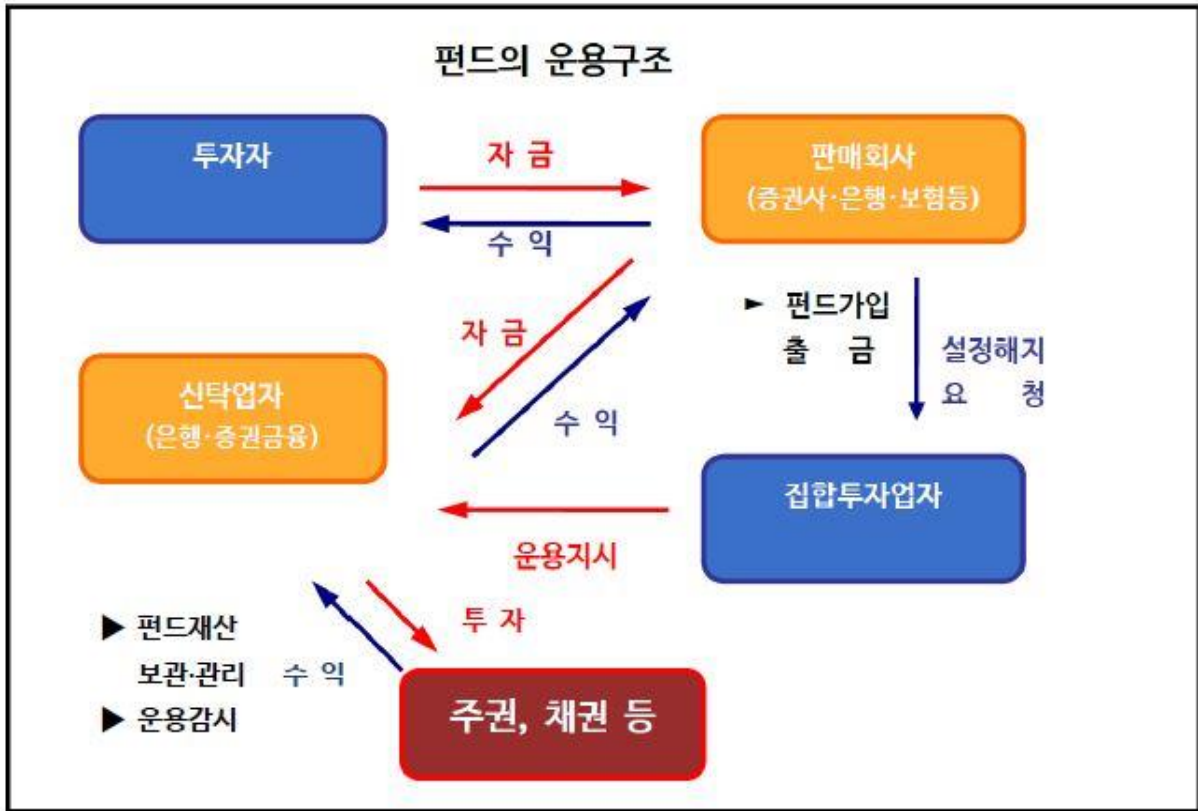 펀드의 운용구조
투자자
자 금
판매회사
(증권사·은행·보험등)
수 익
자 금
► 펀드가입
출 금
설정해지
요 청
신탁업자
(은행·증권금융)
수 익
집합투자업자
운용지시
투 자
▶ 펀드재산
보관·관리
수 익
▶ 운용감시
주권, 채권 등